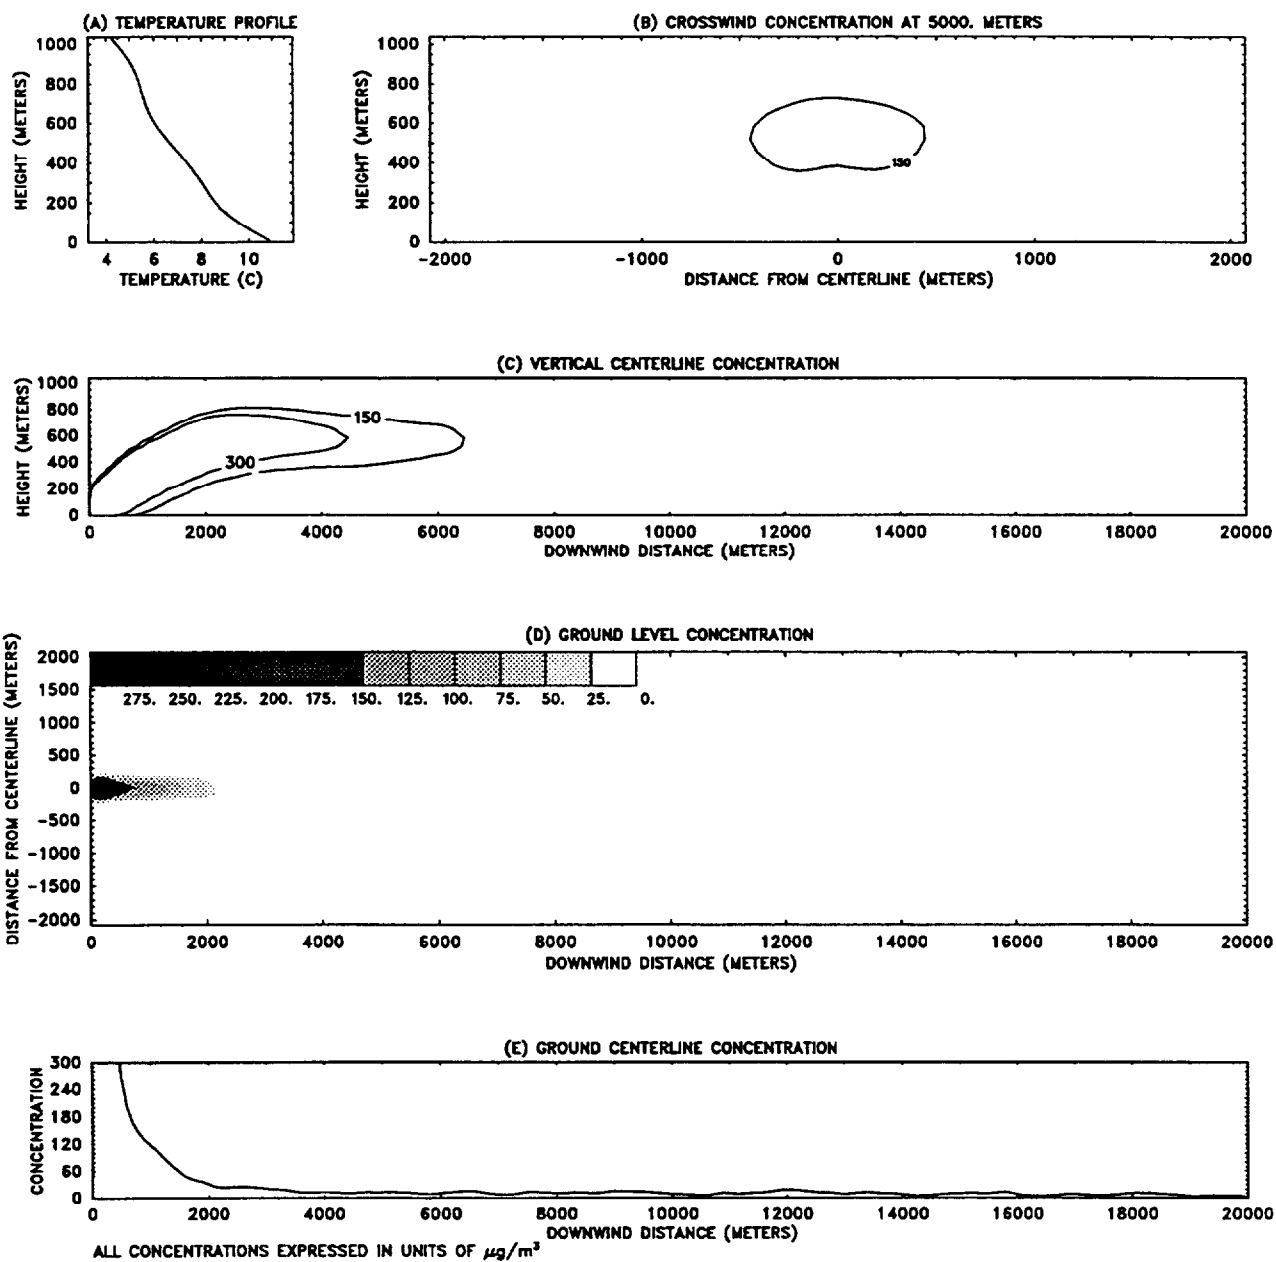 (A) TEMPERATURE PROFILE
1000
800
600
400
200
0
HEIGHT (METERS)
4 6 8 10
TEMPERATURE (C)
(B) CROSSWIND CONCENTRATION AT 5000. METERS
1000
800
600
400
200
0
HEIGHT (METERS)
150
-2000 -1000 0 1000 2000
DISTANCE FROM CENTERLINE (METERS)
(C) VERTICAL CENTERLINE CONCENTRATION
1000
800
600
400
200
0
HEIGHT (METERS)
150
300
0 2000 4000 6000 8000 10000 12000 14000 16000 18000 20000
DOWNWIND DISTANCE (METERS)
(D) GROUND LEVEL CONCENTRATION
2000
1500
1000
500
0
-500
-1000
-1500
-2000
DISTANCE FROM CENTERLINE (METERS)
275. 250. 225. 200. 175. 150. 125. 100. 75. 50. 25. 0.
0 2000 4000 6000 8000 10000 12000 14000 16000 18000 20000
DOWNWIND DISTANCE (METERS)
(E) GROUND CENTERLINE CONCENTRATION
300
240
180
120
60
0
CONCENTRATION
0 2000 4000 6000 8000 10000 12000 14000 16000 18000 20000
DOWNWIND DISTANCE (METERS)
ALL CONCENTRATIONS EXPRESSED IN UNITS OF μg/m³